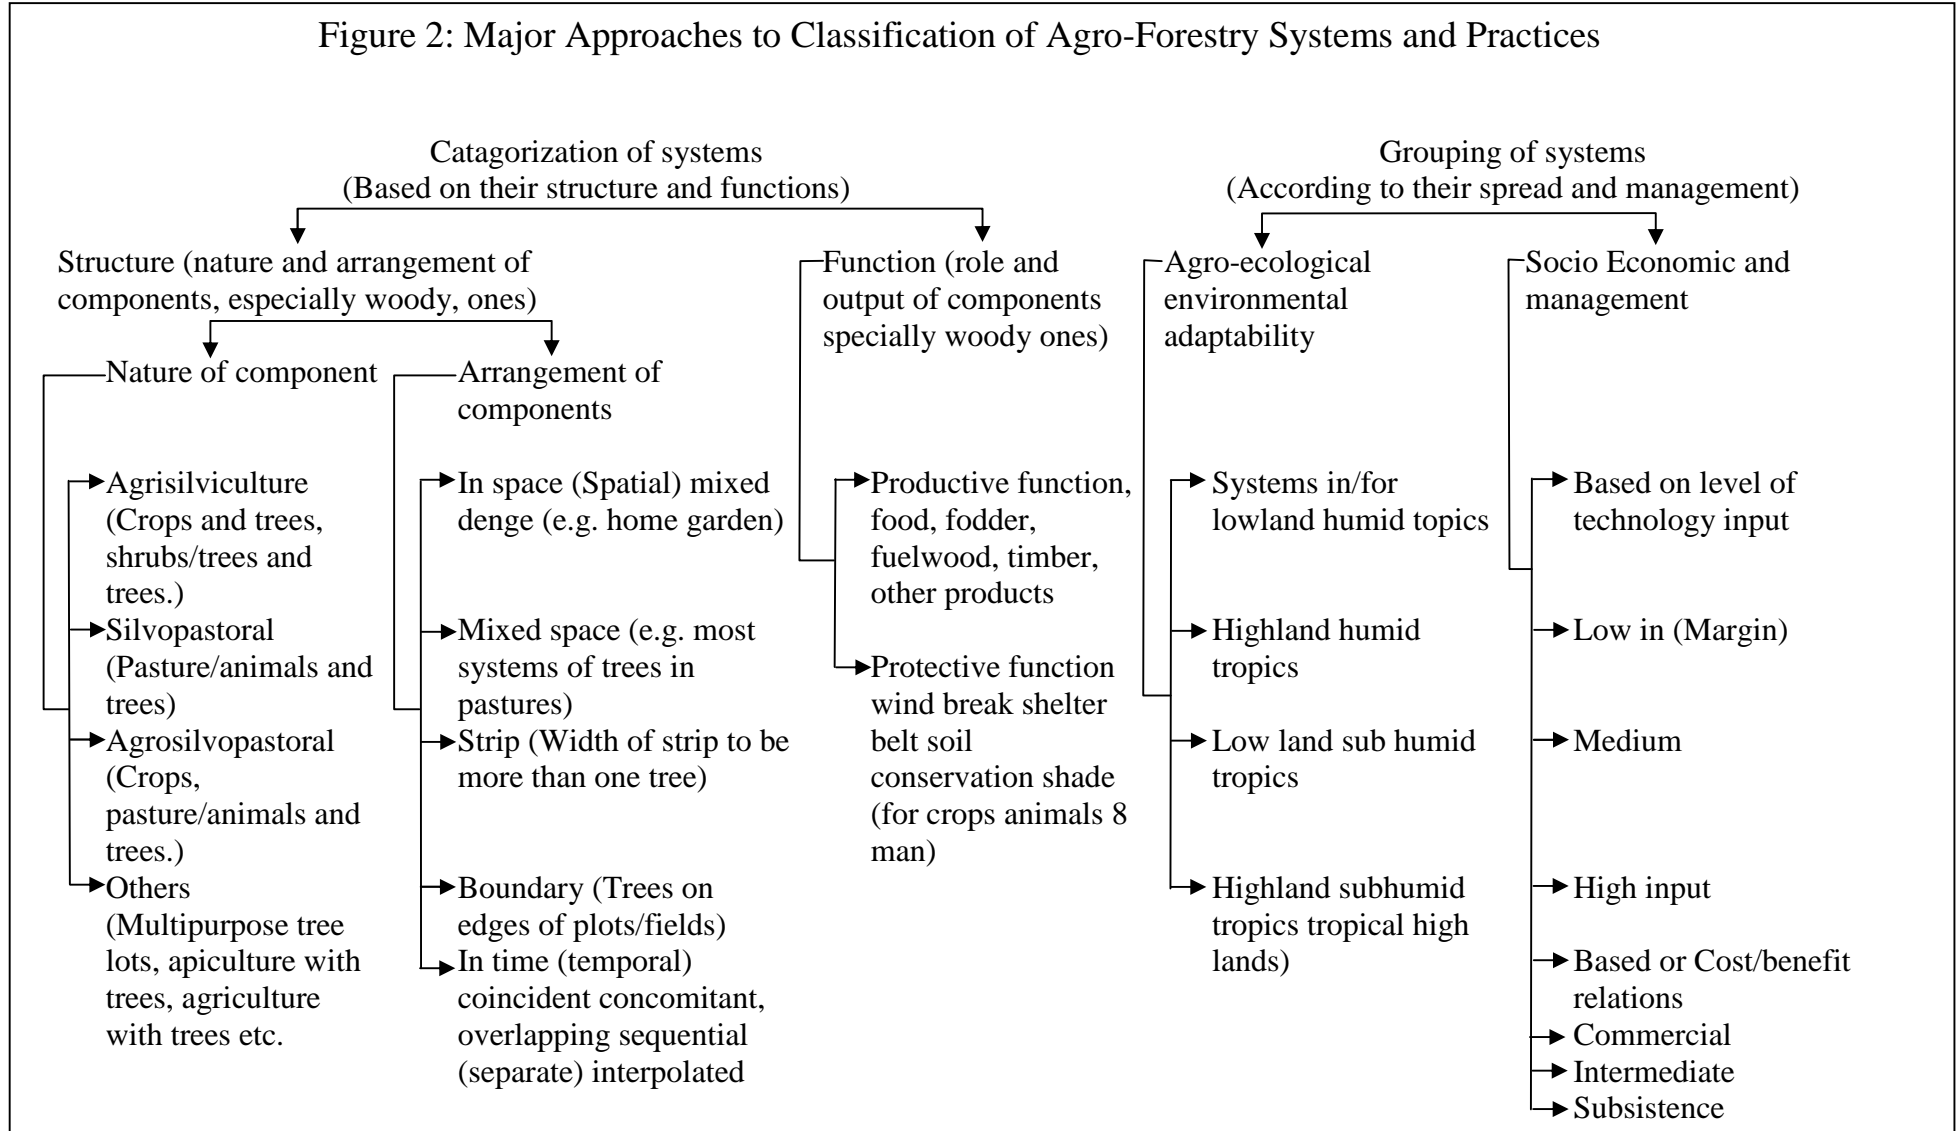 Figure 2: Major Approaches to Classification of Agro-Forestry Systems and Practices
Catagorization of systems
(Based on their structure and functions)
Grouping of systems
(According to their spread and management)
Structure (nature and arrangement of
components, especially woody, ones)
Nature of component
Agrisilviculture
(Crops and trees,
shrubs/trees and
trees.)
Silvopastoral
(Pasture/animals and
trees)
Agrosilvopastoral
(Crops,
pasture/animals and
trees.)
Others
(Multipurpose tree
lots, apiculture with
trees, agriculture
with trees etc.
Arrangement of
components
In space (Spatial) mixed
denge (e.g. home garden)
Mixed space (e.g. most
systems of trees in
pastures)
Strip (Width of strip to be
more than one tree)
Boundary (Trees on
edges of plots/fields)
In time (temporal)
coincident concomitant,
overlapping sequential
(separate) interpolated
Function (role and
output of components
specially woody ones)
Productive function,
food, fodder,
fuelwood, timber,
other products
Protective function
wind break shelter
belt soil
conservation shade
(for crops animals 8
man)
Agro-ecological
environmental
adaptability
Systems in/for
lowland humid topics
Highland humid
tropics
Low land sub humid
tropics
Highland subhumid
tropics tropical high
lands)
Socio Economic and
management
Based on level of
technology input
Low in (Margin)
Medium
High input
Based or Cost/benefit
relations
Commercial
Intermediate
Subsistence